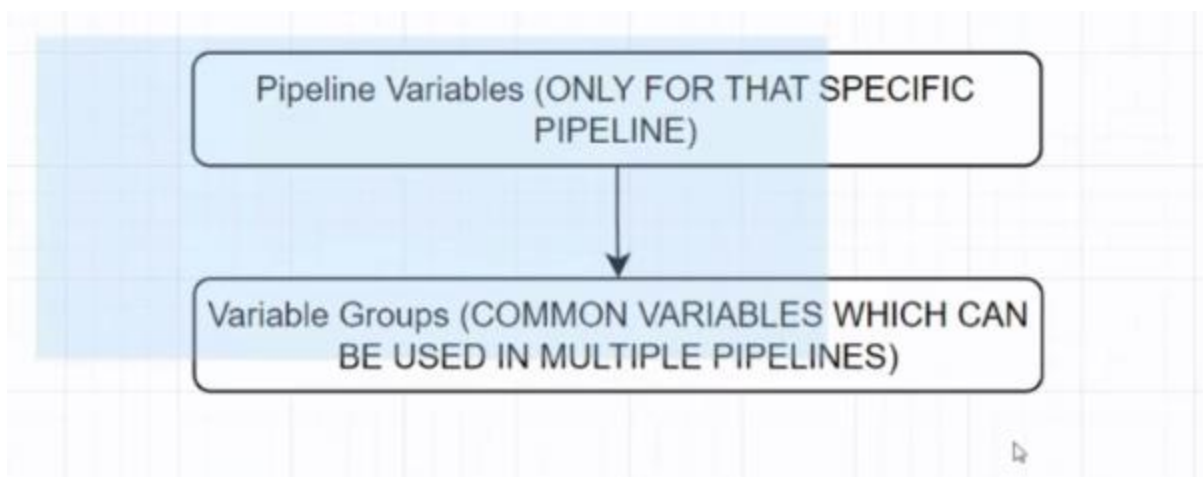 Pipeline Variables (ONLY FOR THAT SPECIFIC
PIPELINE)
Variable Groups (COMMON VARIABLES WHICH CAN
BE USED IN MULTIPLE PIPELINES)